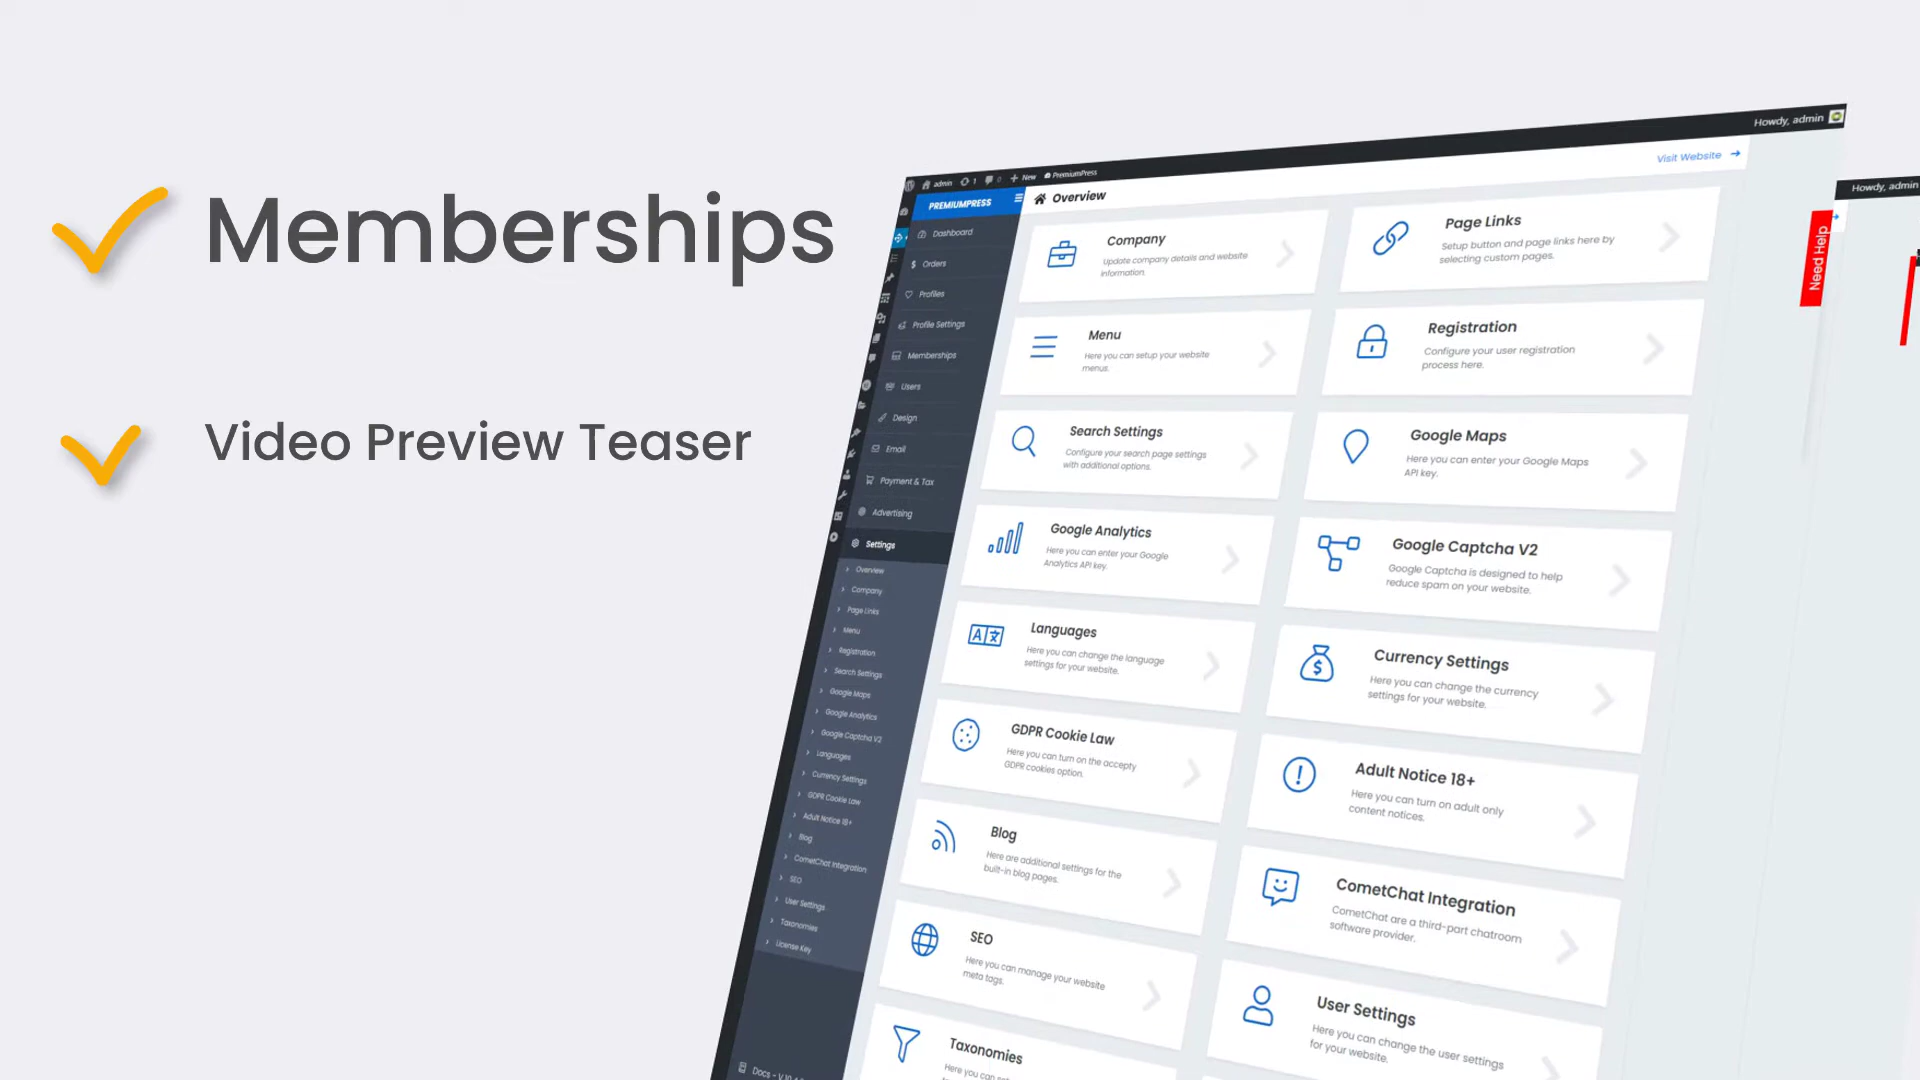 Memberships
Video Preview Teaser
Howdy, admin
admin 1 0 New PremiumPress
Visit Website
Howdy, admin
PREMIUMPRESS
Overview
Dashboard
Orders
Profiles
Profile Settings
Memberships
Users
Design
Email
Payment & Tax
Advertising
Settings
Overview
Company
Page Links
Menu
Registration
Search Settings
Google Maps
Google Analytics
Google Captcha V2
Languages
Currency Settings
GDPR Cookie Law
Adult Notice 18+
Blog
CometChat Integration
SEO
User Settings
Taxonomies
License Key
Company
Update company details and website
information.
Page Links
Setup button and page links here by
selecting custom pages.
Need Help
Menu
Here you can setup your website
menus.
Registration
Configure your user registration
process here.
Search Settings
Configure your search page settings
with additional options.
Google Maps
Here you can enter your Google Maps
API key.
Google Analytics
Here you can enter your Google
Analytics API key.
Google Captcha V2
Google Captcha is designed to help
reduce spam on your website.
Languages
Here you can change the language
settings for your website.
Currency Settings
Here you can change the currency
settings for your website.
GDPR Cookie Law
Here you can turn on the accepty
GDPR cookies option.
Adult Notice 18+
Here you can turn on adult only
content notices.
Blog
Here are additional settings for the
built-in blog pages.
CometChat Integration
CometChat are a third-part chatroom
software provider.
SEO
Here you can manage your website
meta tags.
User Settings
Here you can change the user settings
for your website.
Taxonomies
Here you can
Docs - V.10